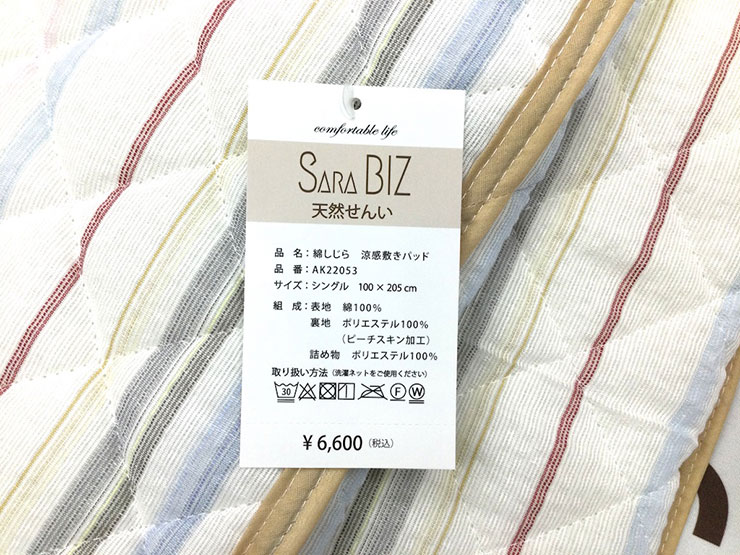 comfortable life
SARA BIZ
天然せんい
品 名：綿しじら 涼感敷きパッド
品 番：AK22053
サイズ：シングル 100 × 205 cm
組 成：表地 綿100％
裏地 ポリエステル100％
（ピーチスキン加工）
詰め物 ポリエステル100％
取り扱い方法（洗濯ネットをご使用ください）
30 F W
¥6,600（税込）